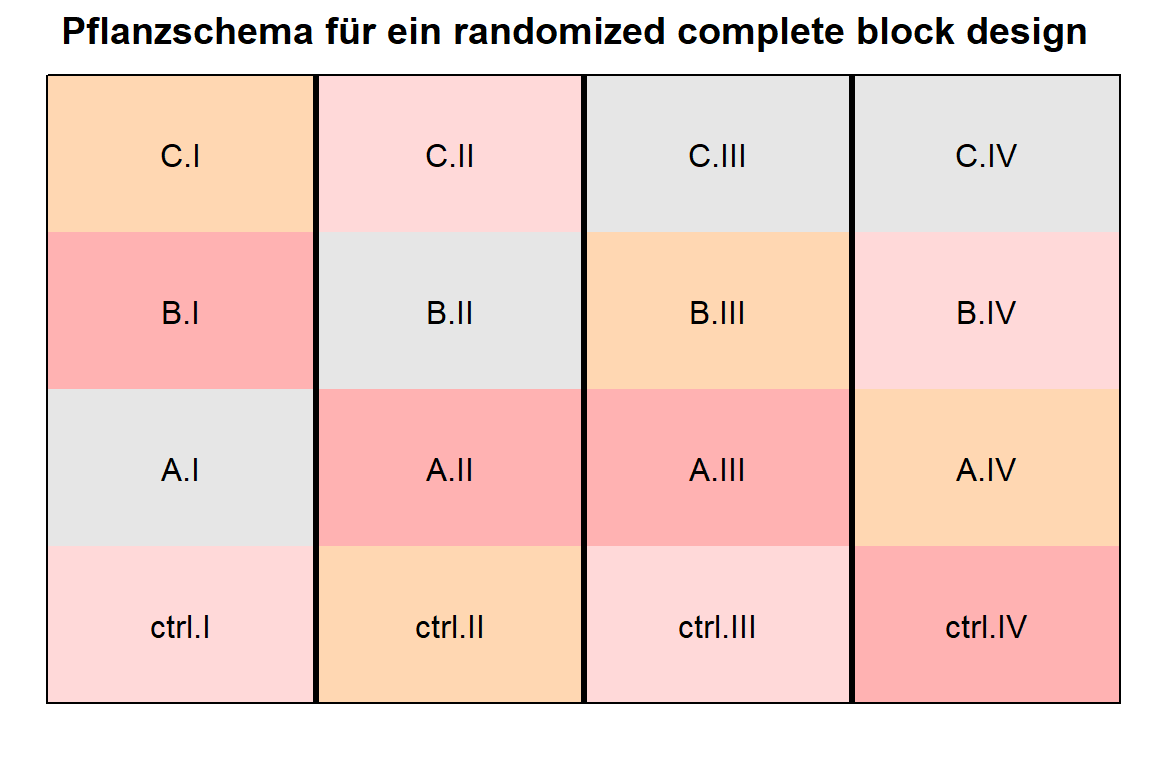 Pflanzschema für ein randomized complete block design
C.I C.II C.III C.IV
B.I B.II B.III B.IV
A.I A.II A.III A.IV
ctrl.I ctrl.II ctrl.III ctrl.IV